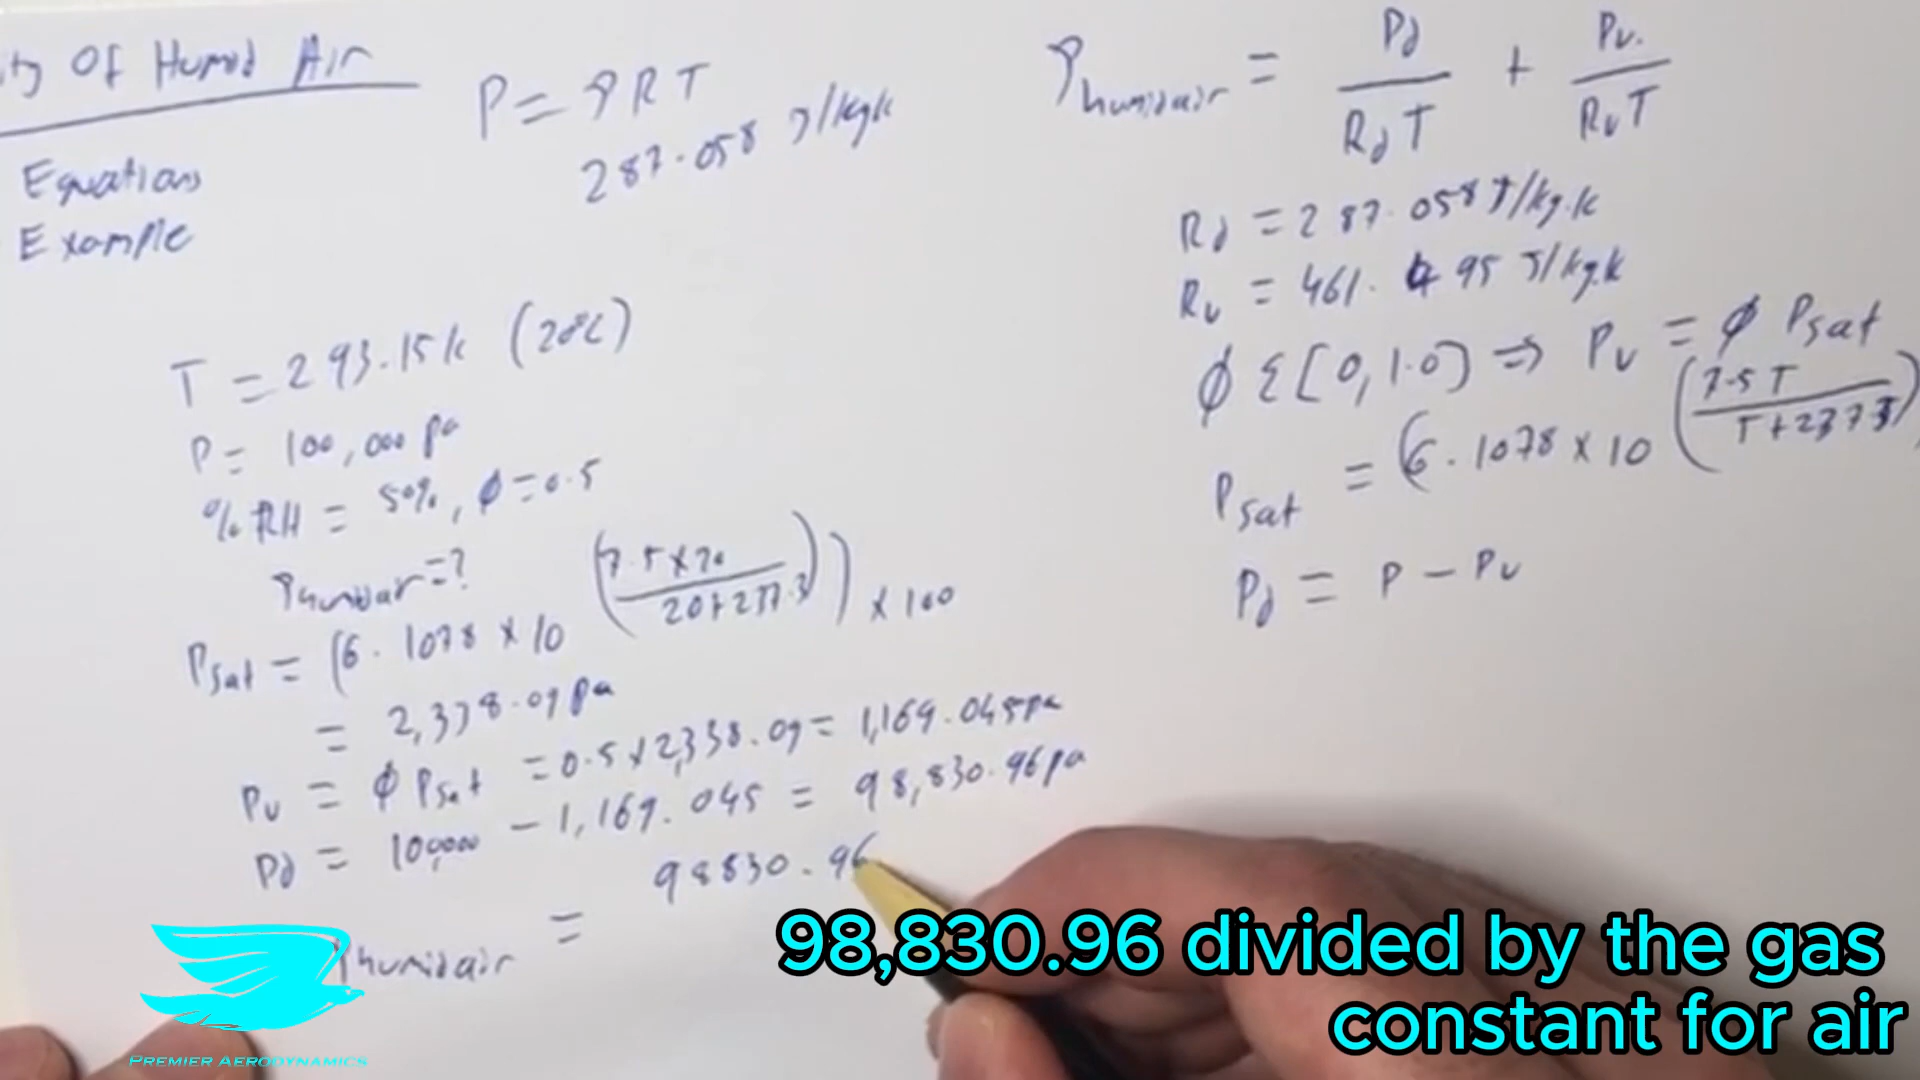 ity Of Humid Air
Equations
Example
P = ρRT
287.058 J/kgk
T = 293.15k (20°C)
P = 100,000 pa
% RH = 50%, ϕ = 0.5
ρhumidair = ?
Psat = (6.1078 x 10^(7.5 x 20 / 20+237.3)) x 100
= 2,338.09 pa
Pv = ϕ Psat = 0.5 x 2,338.09 = 1,169.045 pa
Pd = 100,000 - 1,169.045 = 98,830.96 pa
98830.96
ρhumidair =
ρhumidair = Pd / RdT + Pv. / RvT
Rd = 287.058 J/kg.k
Rv = 461.495 J/kg.k
ϕ ε [0, 1.0] ⇒ Pv = ϕ Psat
Psat = (6.1078 x 10^(7.5T / T+237.3)
Pd = P - Pv
98,830.96 divided by the gas
constant for air
PREMIER AERODYNAMICS